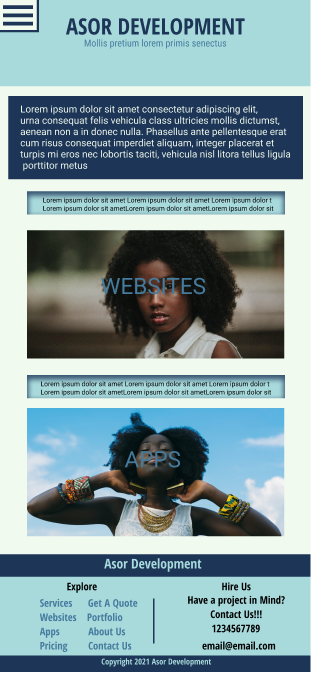 ASOR DEVELOPMENT
Mollis pretium lorem primis senectus
Lorem ipsum dolor sit amet consectetur adipiscing elit,
urna consequat felis vehicula class ultricies mollis dictumst,
aenean non a in donec nulla. Phasellus ante pellentesque erat
cum risus consequat imperdiet aliquam, integer placerat et
turpis mi eros nec lobortis taciti, vehicula nisl litora tellus ligula
porttitor metus
Lorem ipsum dolor sit amet Lorem ipsum dolor sit amet Lorem ipsum dolor t
Lorem ipsum dolor sit ametLorem ipsum dolor sit ametLorem ipsum dolor sit
WEBSITES
Lorem ipsum dolor sit amet Lorem ipsum dolor sit amet Lorem ipsum dolor t
Lorem ipsum dolor sit ametLorem ipsum dolor sit ametLorem ipsum dolor sit
APPS
Asor Development
Explore
Services Get A Quote
Websites Portfolio
Apps About Us
Pricing Contact Us
Hire Us
Have a project in Mind?
Contact Us!!!
1234567789
email@email.com
Copyright 2021 Asor Development